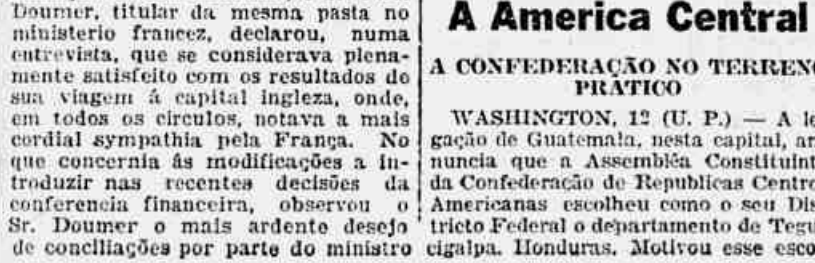 Doumer, titular da mesma pasta no
ministerio francez, declarou, numa
entrevista, que se considerava plena-
mente satisfeito com os resultados de
sua viagem á capital ingleza, onde,
em todos os circulos, notava a mais
cordial sympathia pela França. No
que concernia ás modificações a in-
troduzir nas recentes decisões da
conferencia financeira, observou o
Sr. Doumer o mais ardente desejo
de conciliações por parte do ministro
A America Central
A CONFEDERAÇÃO NO TERRENO
PRATICO
WASHINGTON, 12 (U. P.) — A le
gação de Guatemala, nesta capital, an
nuncia que a Assembléa Constituint
da Confederação de Republicas Centro
Americanas escolheu como o seu Dis
tricto Federal o departamento de Tegu
cigalpa, Honduras. Motivou esse esco